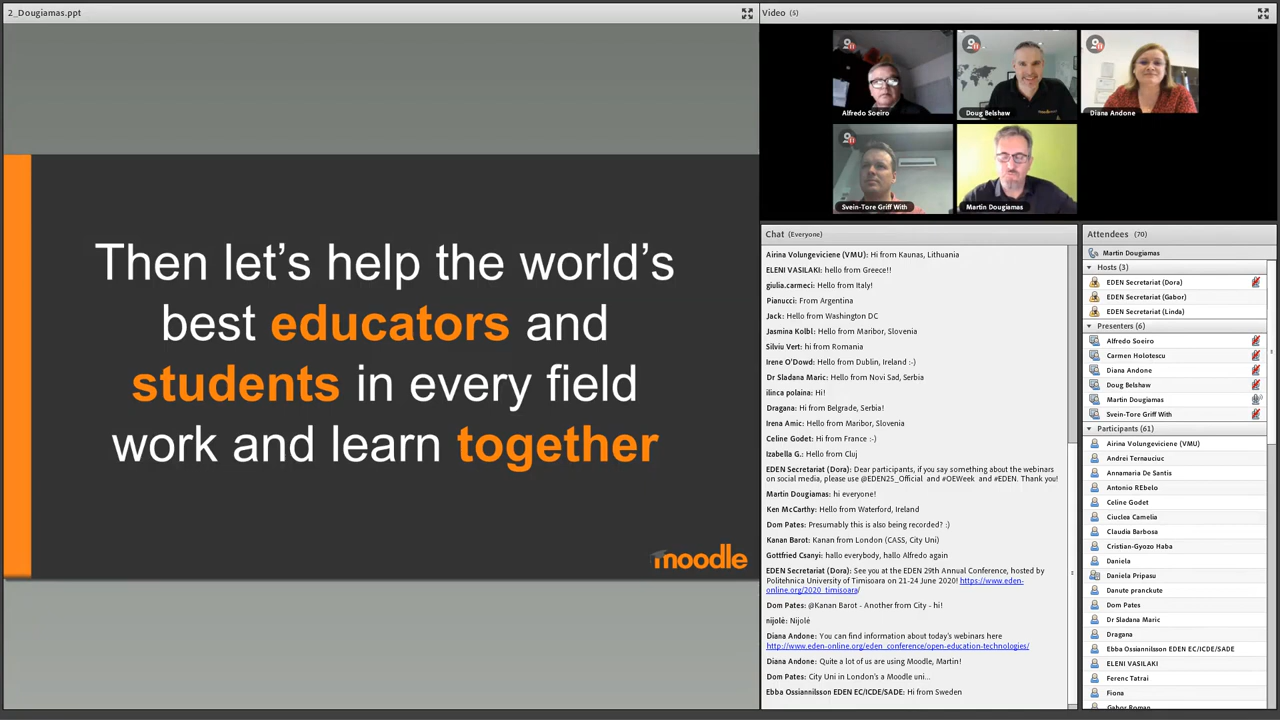 2_Dougiamas.ppt
Then let's help the world's
best educators and
students in every field
work and learn together
moodle
Video (5)
Alfredo Soeiro
Doug Belshaw
Diana Andone
Svein-Tore Griff With
Martin Dougiamas
Chat (Everyone)
Airina Volungeviciene (VMU): Hi from Kaunas, Lithuania
ELENI VASILAKI: hello from Greece!!
giulia.carmeci: Hello from Italy!
Pianucci: From Argentina
Jack: Hello from Washington DC
Jasmina Kolbl: Hello from Maribor, Slovenia
Silviu Vert: hi from Romania
Irene O'Dowd: Hello from Dublin, Ireland :-)
Dr Sladana Maric: Hello from Novi Sad, Serbia
ilinca polaina: Hi!
Dragana: Hi from Belgrade, Serbia!
Irena Amic: Hello from Maribor, Slovenia
Celine Godet: Hi from France :-)
Izabella G.: Hello from Cluj
EDEN Secretariat (Dora): Dear participants, if you say something about the webinars
on social media, please use @EDEN25_Official and #OEWeek and #EDEN. Thank you!
Martin Dougiamas: hi everyone!
Ken McCarthy: Hello from Waterford, Ireland
Dom Pates: Presumably this is also being recorded? :)
Kanan Barot: Kanan from London (CASS, City Uni)
Gottfried Csanyi: hallo everybody, hallo Alfredo again
EDEN Secretariat (Dora): See you at the EDEN 29th Annual Conference, hosted by
Politehnica University of Timisoara on 21-24 June 2020! https://www.eden-
online.org/2020_timisoara/
Dom Pates: @Kanan Barot - Another from City - hi!
nijolė: Nijolė
Diana Andone: You can find information about today's webinars here
http://www.eden-online.org/eden_conference/open-education-technologies/
Diana Andone: Quite a lot of us are using Moodle, Martin!
Dom Pates: City Uni in London's a Moodle uni...
Ebba Ossiannilsson EDEN EC/ICDE/SADE: Hi from Sweden
Attendees (70)
Martin Dougiamas
Hosts (3)
EDEN Secretariat (Dora)
EDEN Secretariat (Gabor)
EDEN Secretariat (Linda)
Presenters (6)
Alfredo Soeiro
Carmen Holotescu
Diana Andone
Doug Belshaw
Martin Dougiamas
Svein-Tore Griff With
Participants (61)
Airina Volungeviciene (VMU)
Andrei Ternauciuc
Annamaria De Santis
Antonio REbelo
Celine Godet
Ciuclea Camelia
Claudia Barbosa
Cristian-Gyozo Haba
Daniela
Daniela Pripasu
Danute pranckute
Dom Pates
Dr Sladana Maric
Dragana
Ebba Ossiannilsson EDEN EC/ICDE/SADE
ELENI VASILAKI
Ferenc Tatrai
Fiona
Gabor Roman